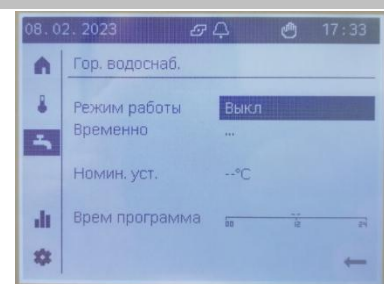 08.02.2023 17:33
Гор. водоснаб.
Режим работы Выкл
Временно ...
Номин. уст. --°C
Врем программа -- 00 12 24